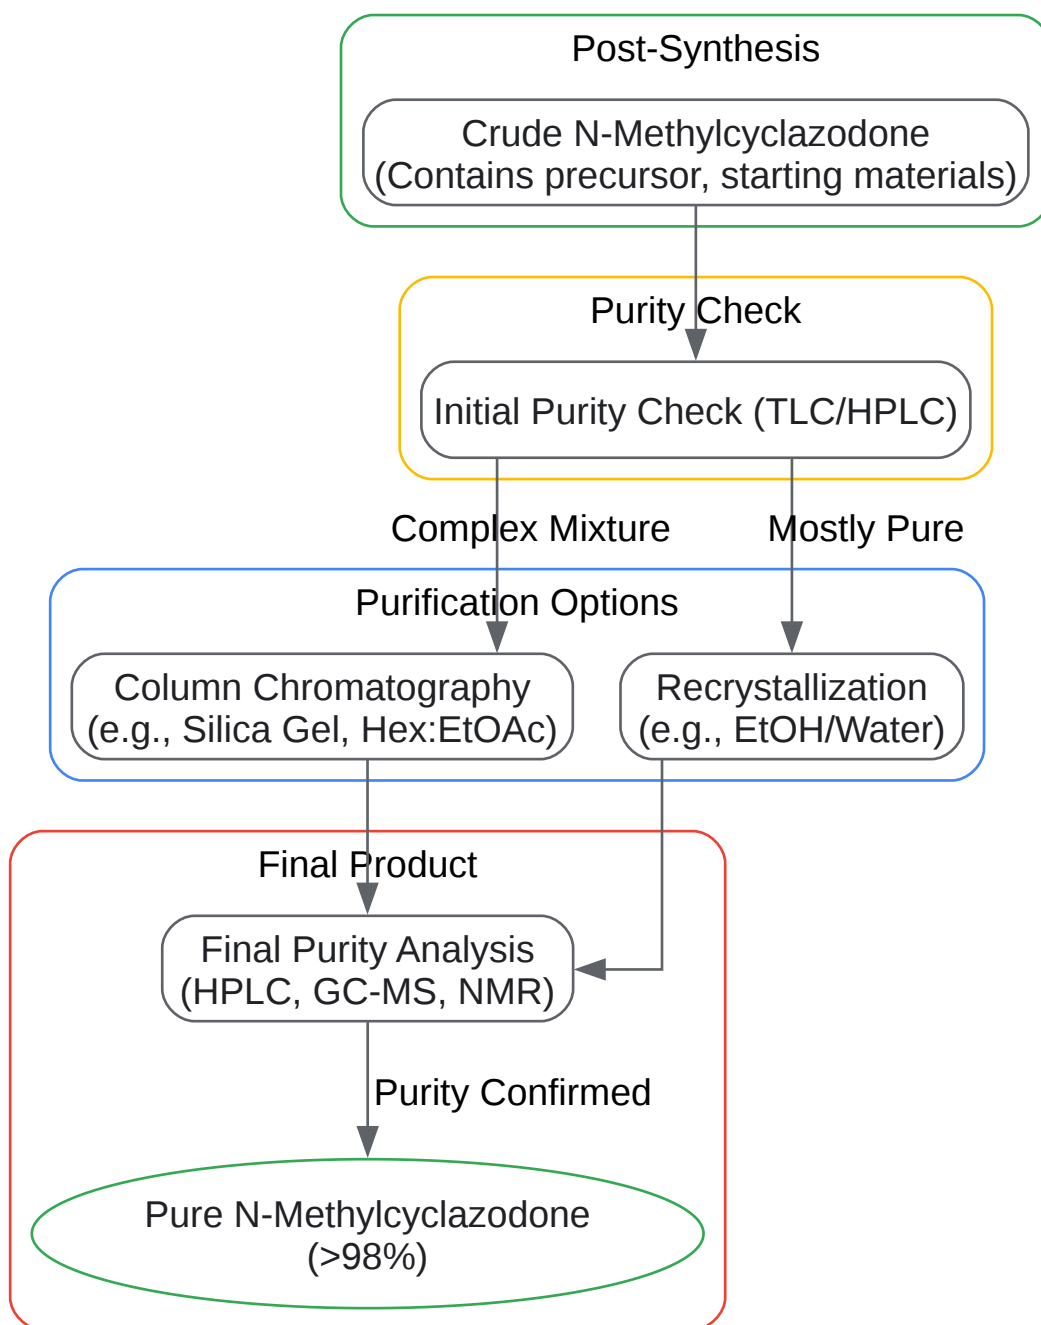 Post-Synthesis
Crude N-Methylcyclazodone
(Contains precursor, starting materials)
Purity Check
Initial Purity Check (TLC/HPLC)
Complex Mixture
Mostly Pure
Purification Options
Column Chromatography
(e.g., Silica Gel, Hex:EtOAc)
Recrystallization
(e.g., EtOH/Water)
Final Product
Final Purity Analysis
(HPLC, GC-MS, NMR)
Purity Confirmed
Pure N-Methylcyclazodone
(>98%)